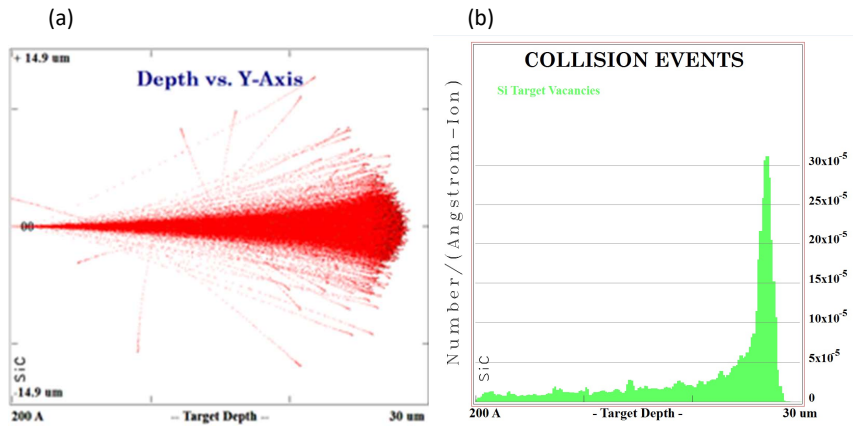 (a)
+ 14.9 um
Depth vs. Y-Axis
00
SiC
-14.9 um
200 A
-- Target Depth --
30 um
(b)
COLLISION EVENTS
Si Target Vacancies
Number/(Angstrom-Ion)
30x10-5
25x10-5
20x10-5
15x10-5
10x10-5
5x10-5
0
SiC
200 A
- Target Depth -
30 um